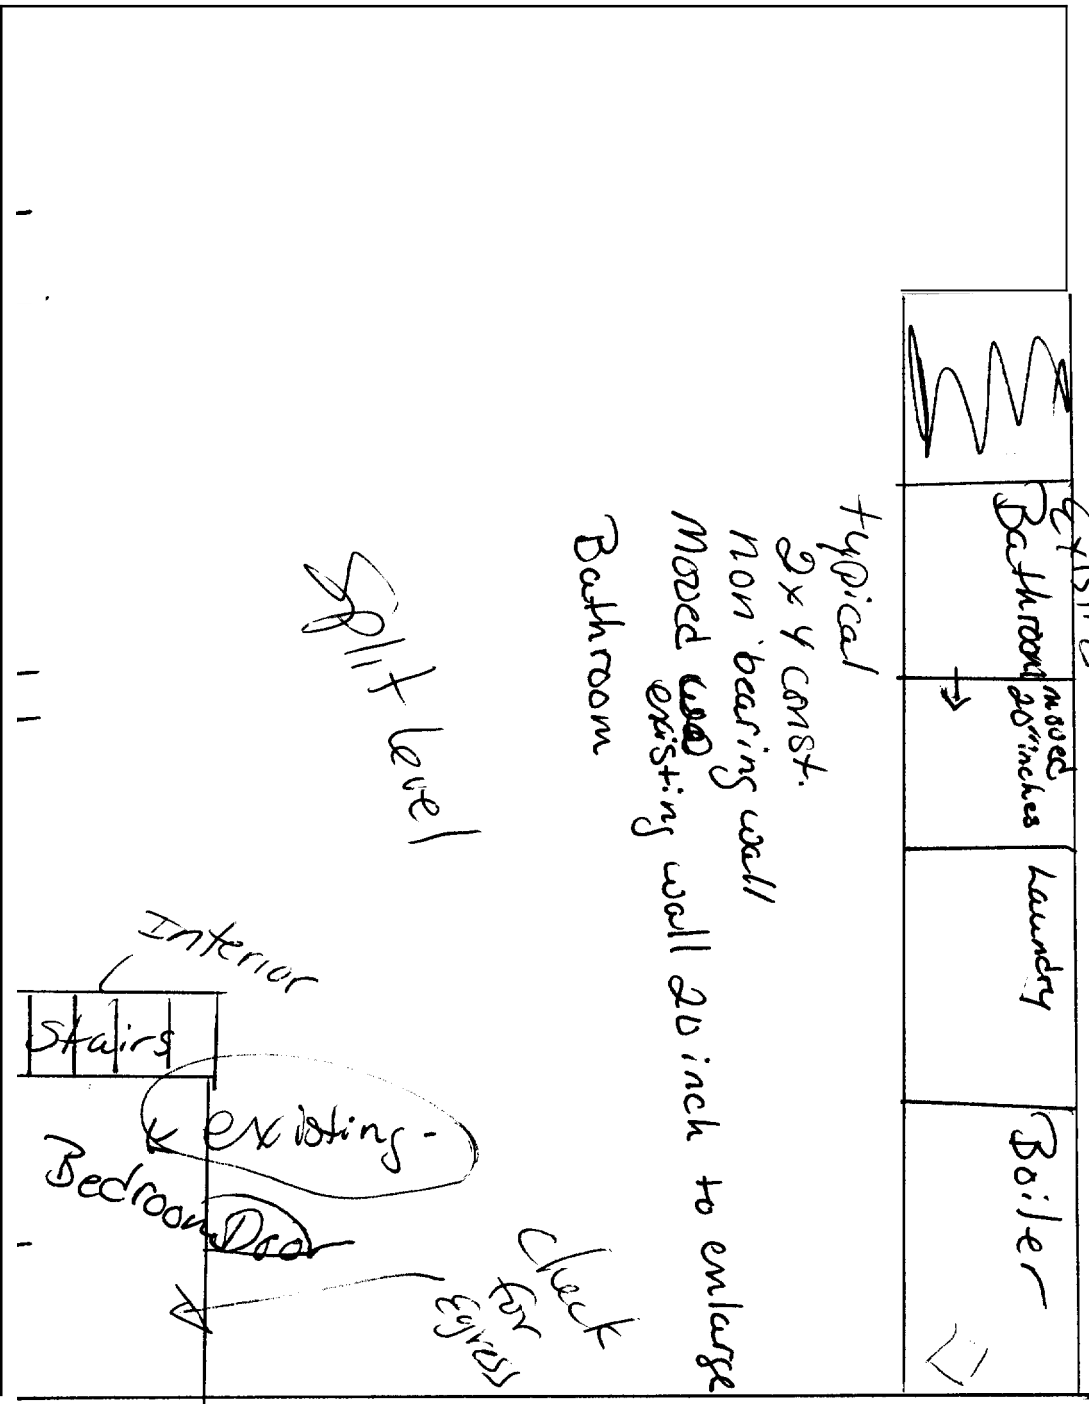 Bathroom
moved
20" inches
Laundry
Boiler
typical
2x4 const.
non bearing wall
Moved existing wall 20 inch to enlarge
Bathroom
Split level
Interior
Stairs
existing -
Bedroom
Door
Check
for
Egress